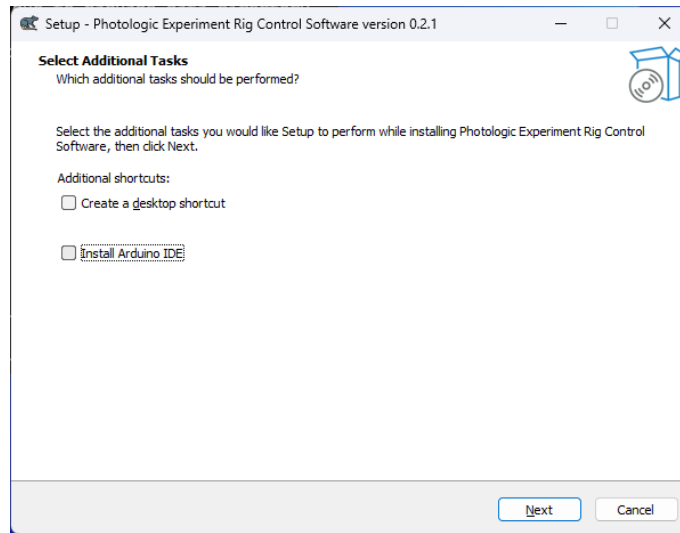 Setup - Photologic Experiment Rig Control Software version 0.2.1
Select Additional Tasks
Which additional tasks should be performed?
Select the additional tasks you would like Setup to perform while installing Photologic Experiment Rig Control
Software, then click Next.
Additional shortcuts:
Create a desktop shortcut
Install Arduino IDE
Next
Cancel